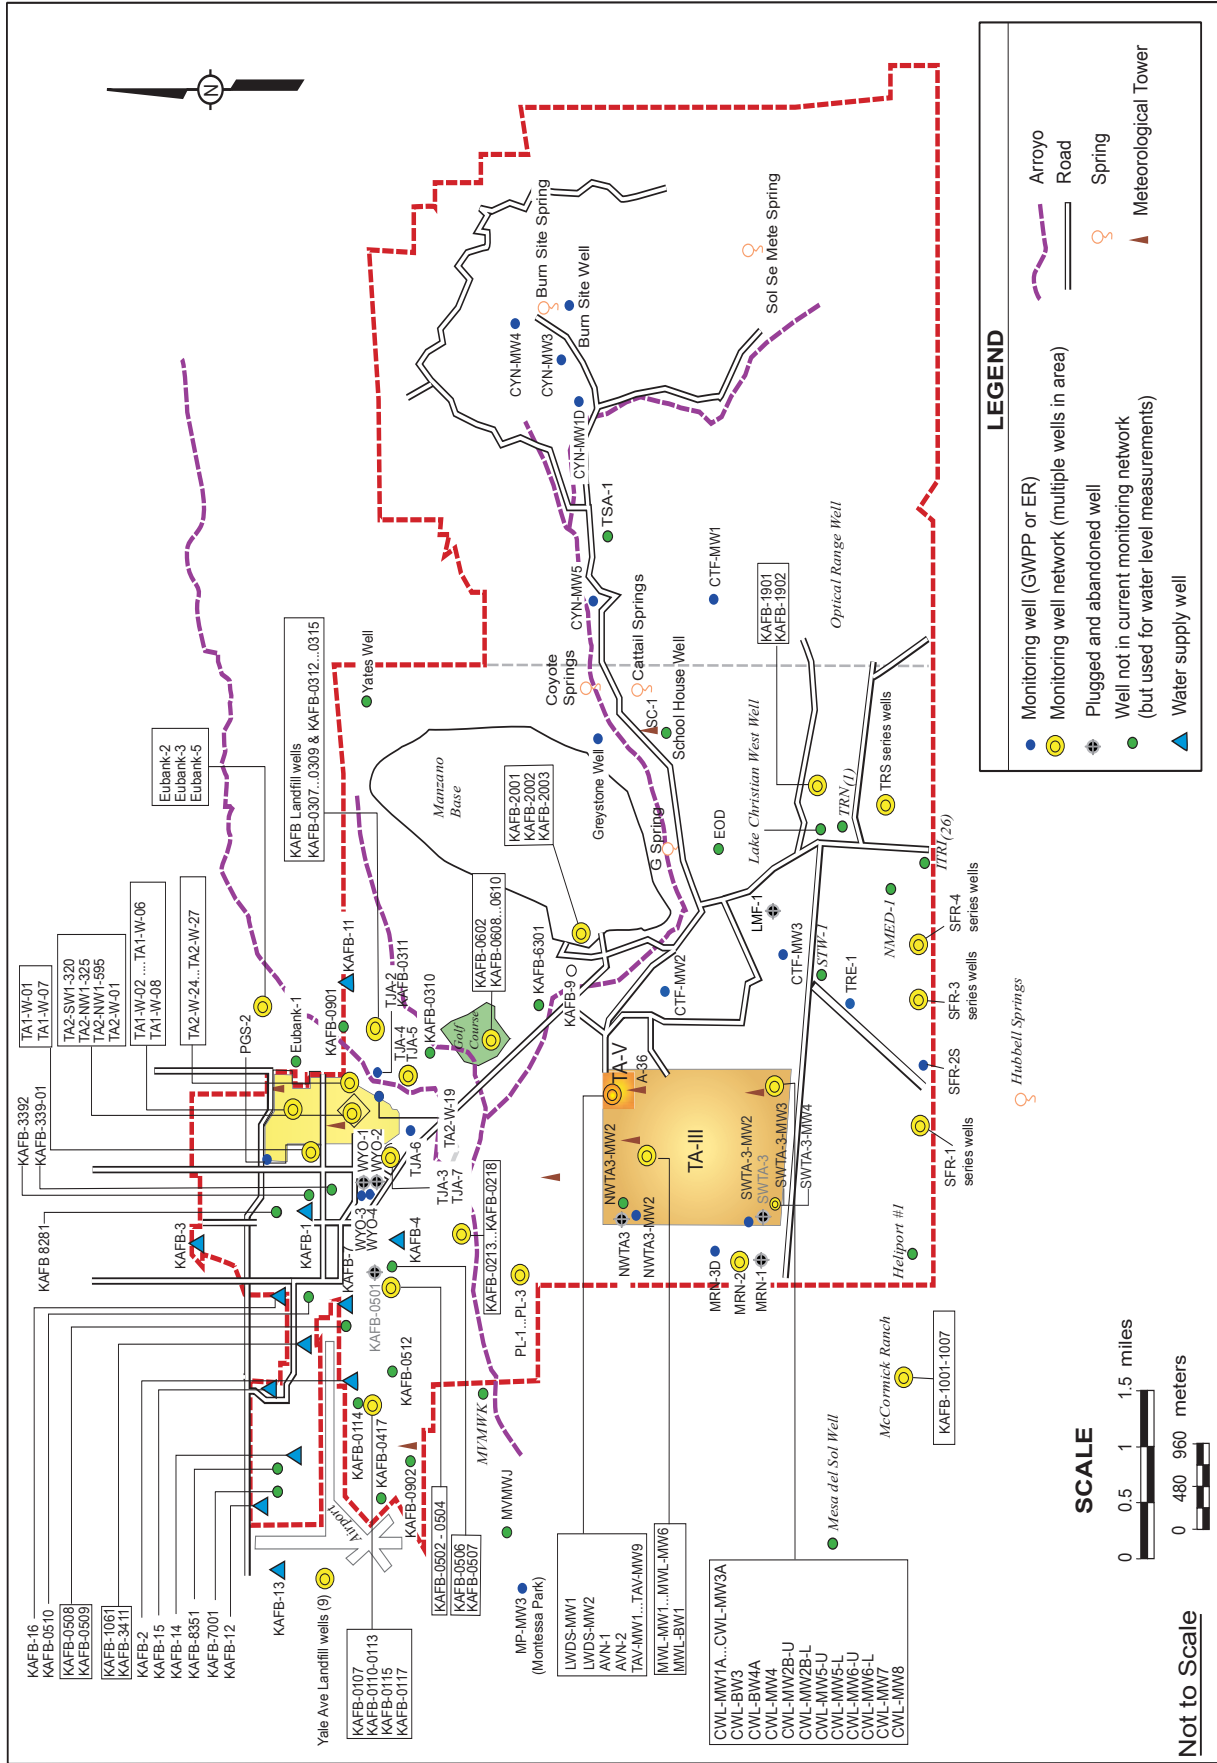 KAFB-16
KAFB-0510
KAFB-0508
KAFB-0509
KAFB-1061
KAFB-3411
KAFB-2
KAFB-15
KAFB-14
KAFB-8351
KAFB-7001
KAFB-12
KAFB-13
Yale Ave Landfill wells (9)
KAFB-0107
KAFB-0110-013
KAFB-0115
KAFB-0117
KAFB 8281
KAFB-3392
KAFB-3339-01
TA1-W-01
TA1-W-07
TA2-SW1-320
TA2-NW1-325
TA2-NW1-595
TA2-W-01
TA1-W-02 ....TA1-W-06
TA1-W-08
TA2-W-24...TA2-W-27
PGS-2
Eubank-2
Eubank-3
Eubank-5
Eubank-1
KAFB-0901
KAFB-11
KAFB Landfill wells
KAFB-0307...0309 & KAFB-0312...0315
Yates Well
KAFB-3
KAFB-1
KAFB-7
WYO-3
WYO-4
WYO-1
WYO-2
KAFB-4
KAFB-0501
KAFB-0512
KAFB-0114
KAFB-0417
KAFB-0902
Airport
KAFB-0502 - 0504
KAFB-0506
KAFB-0507
TJA-2
KAFB-0311
TJA-4
TJA-5
KAFB-0310
TA2-W-19
TJA-6
TJA-3
TJA-7
KAFB-0213...KAFB-0218
PL-1...PL-3
MVMWK
MVMWJ
MP-MW3
(Montessa Park)
Golf
Course
KAFB-0602
KAFB-0608...0610
KAFB-6301
KAFB-9
KAFB-2001
KAFB-2002
KAFB-2003
Manzano
Base
Greystone Well
Coyote
Springs
Cattail Springs
SC-1
School House Well
G Spring
EOD
CYN-MW5
TSA-1
CTF-MW1
CYN-MW1D
CYN-MW3
CYN-MW4
Burn Site Spring
Burn Site Well
Sol Se Mete Spring
Optical Range Well
KAFB-1901
KAFB-1902
Lake Christian West Well
TRN(1)
TRS series wells
ITRI(26)
NMED-1
SFR-4
series wells
SFR-3
series wells
SFR-2S
SFR-1
series wells
Hubbell Springs
LMF-1
CTF-MW3
STW-1
TRE-1
CTF-MW2
TA-V
A-36
TA-III
NWTA3-MW2
NWTA3
NWTA3-MW2
SWTA-3-MW2
SWTA-3
SWTA-3-MW3
SWTA-3-MW4
MRN-3D
MRN-2
MRN-1
Heliport #1
McCormick Ranch
KAFB-1001-1007
Mesa del Sol Well
LWDS-MW1
LWDS-MW2
AVN-1
AVN-2
TAV-MW1...TAV-MW9
MWL-MW1...MWL-MW6
MWL-BW1
CWL-MW1A...CWL-MW3A
CWL-BW3
CWL-BW4A
CWL-MW4
CWL-MW2B-U
CWL-MW2B-L
CWL-MW5-U
CWL-MW5-L
CWL-MW6-U
CWL-MW6-L
CWL-MW7
CWL-MW8
N
LEGEND
Monitoring well (GWPP or ER)
Monitoring well network (multiple wells in area)
Plugged and abandoned well
Well not in current monitoring network
(but used for water level measurements)
Water supply well
Arroyo
Road
Spring
Meteorological Tower
SCALE
0 0.5 1 1.5 miles
0 480 960 meters
Not to Scale